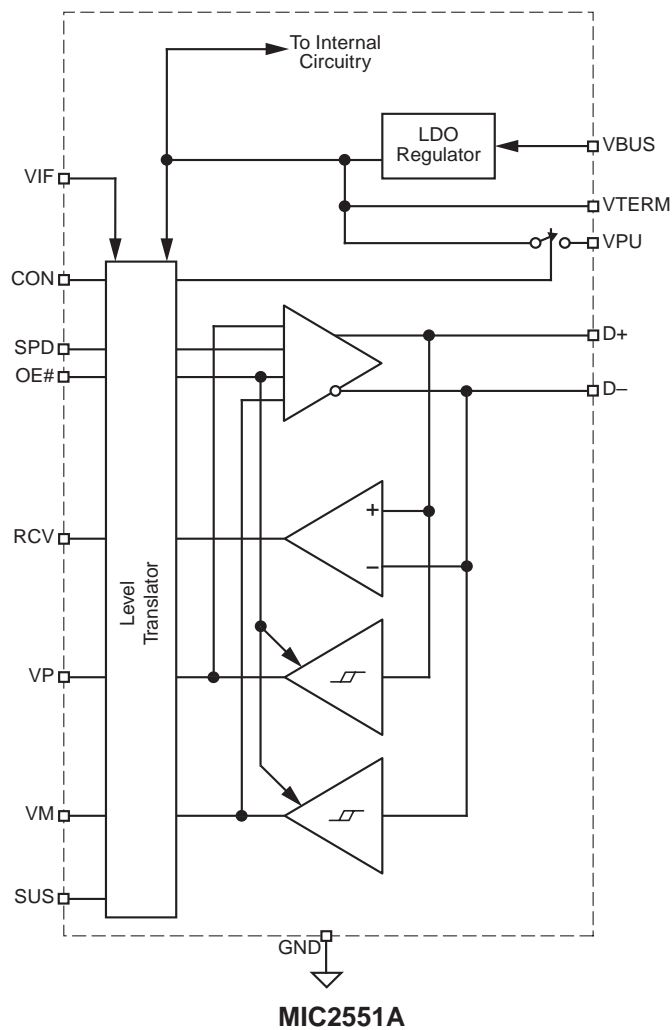 To Internal
Circuitry
LDO
Regulator
VBUS
VIF
VTERM
VPU
CON
SPD
D+
OE#
D–
+
RCV
–
Level
Translator
VP
VM
SUS
GND
MIC2551A